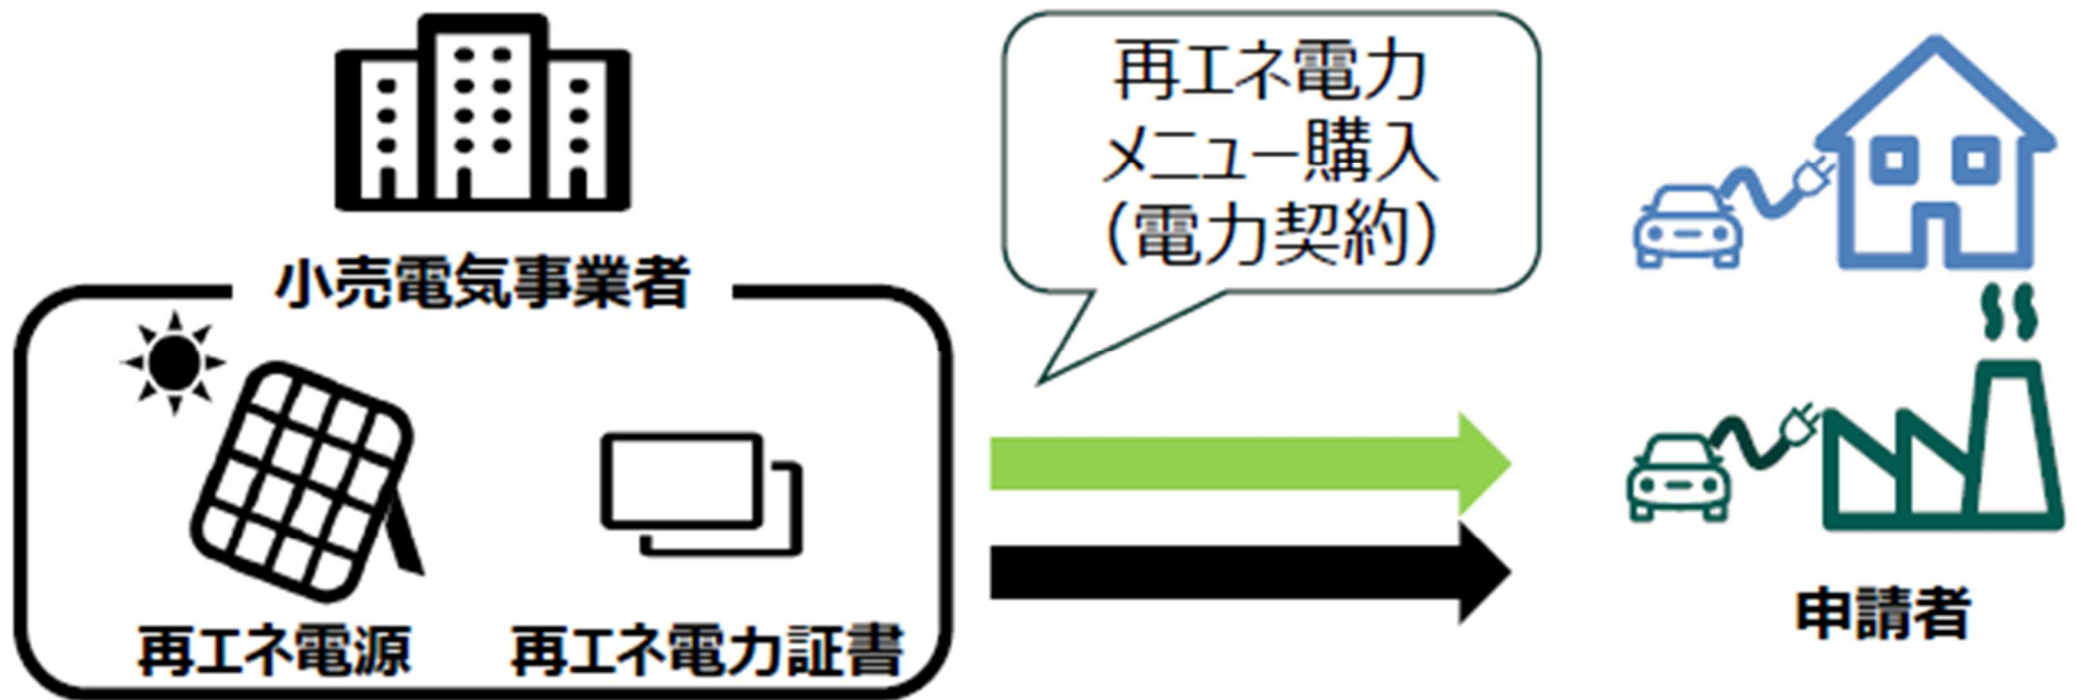 小売電気事業者
再エネ電源
再エネ電力証書
再エネ電力
メニュー購入
（電力契約）
申請者